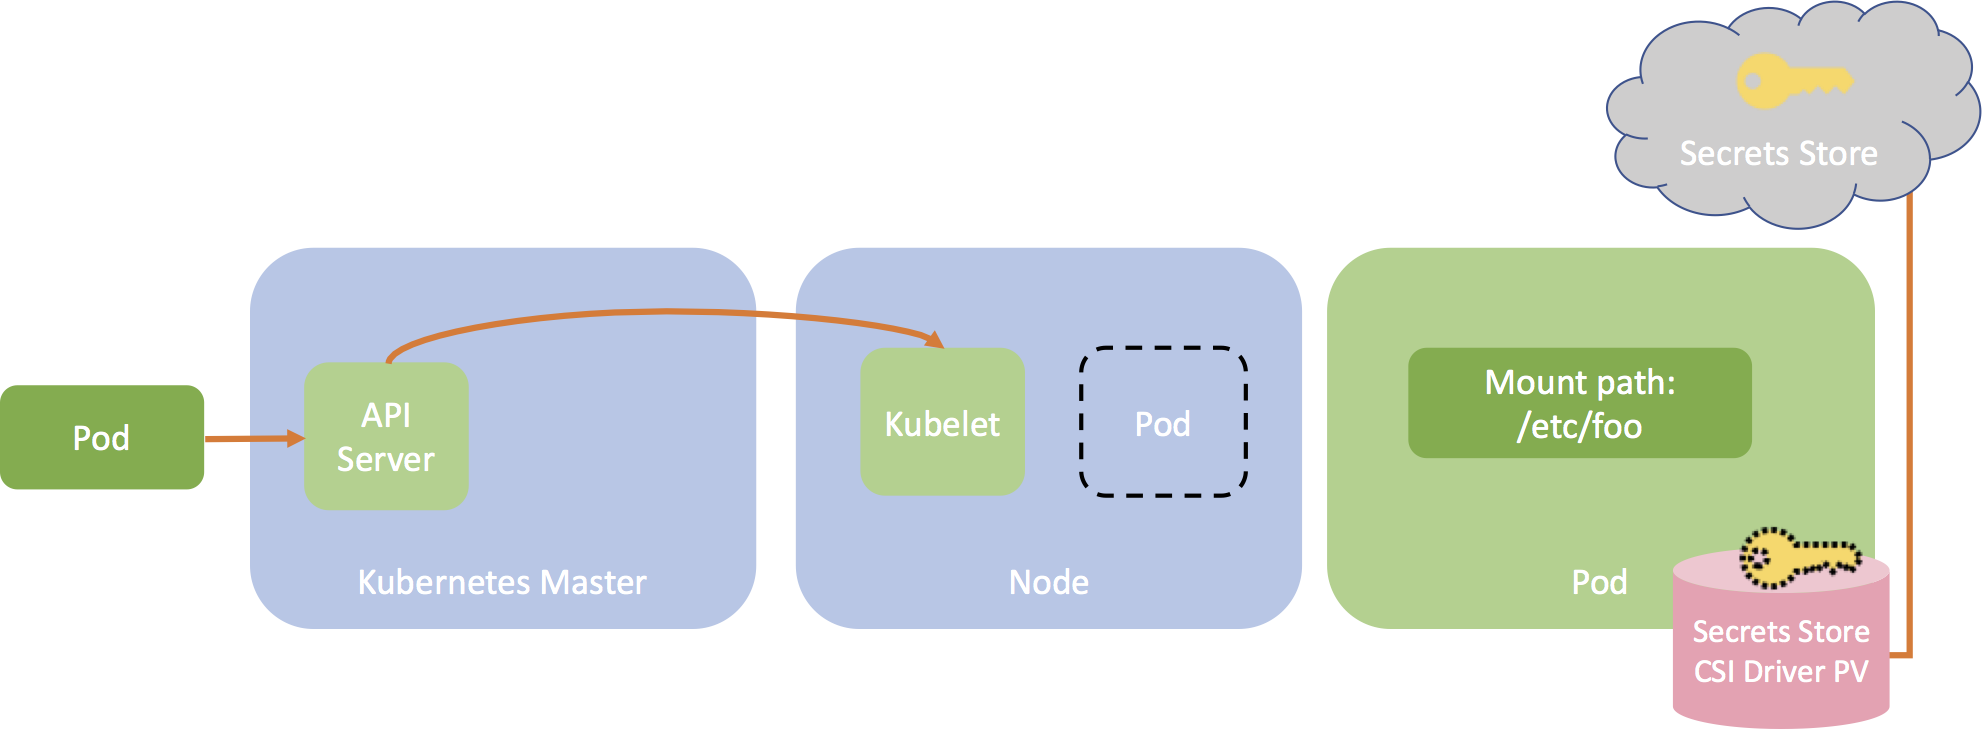 Secrets Store
Pod
API
Server
Kubernetes Master
Kubelet
Pod
Node
Mount path:
/etc/foo
Pod
Secrets Store
CSI Driver PV